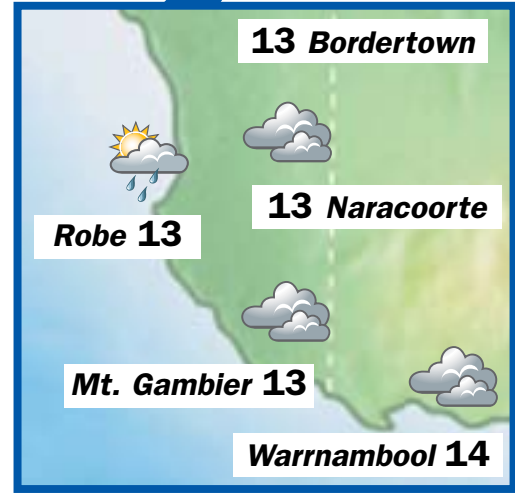 13 Bordertown
13 Naracoorte
Robe 13
Mt. Gambier 13
Warrnambool 14